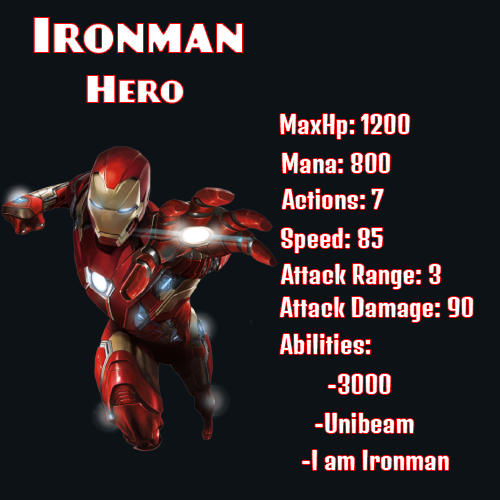 Ironman
Hero
MaxHp: 1200
Mana: 800
Actions: 7
Speed: 85
Attack Range: 3
Attack Damage: 90
Abilities:
-3000
-Unibeam
-I am Ironman